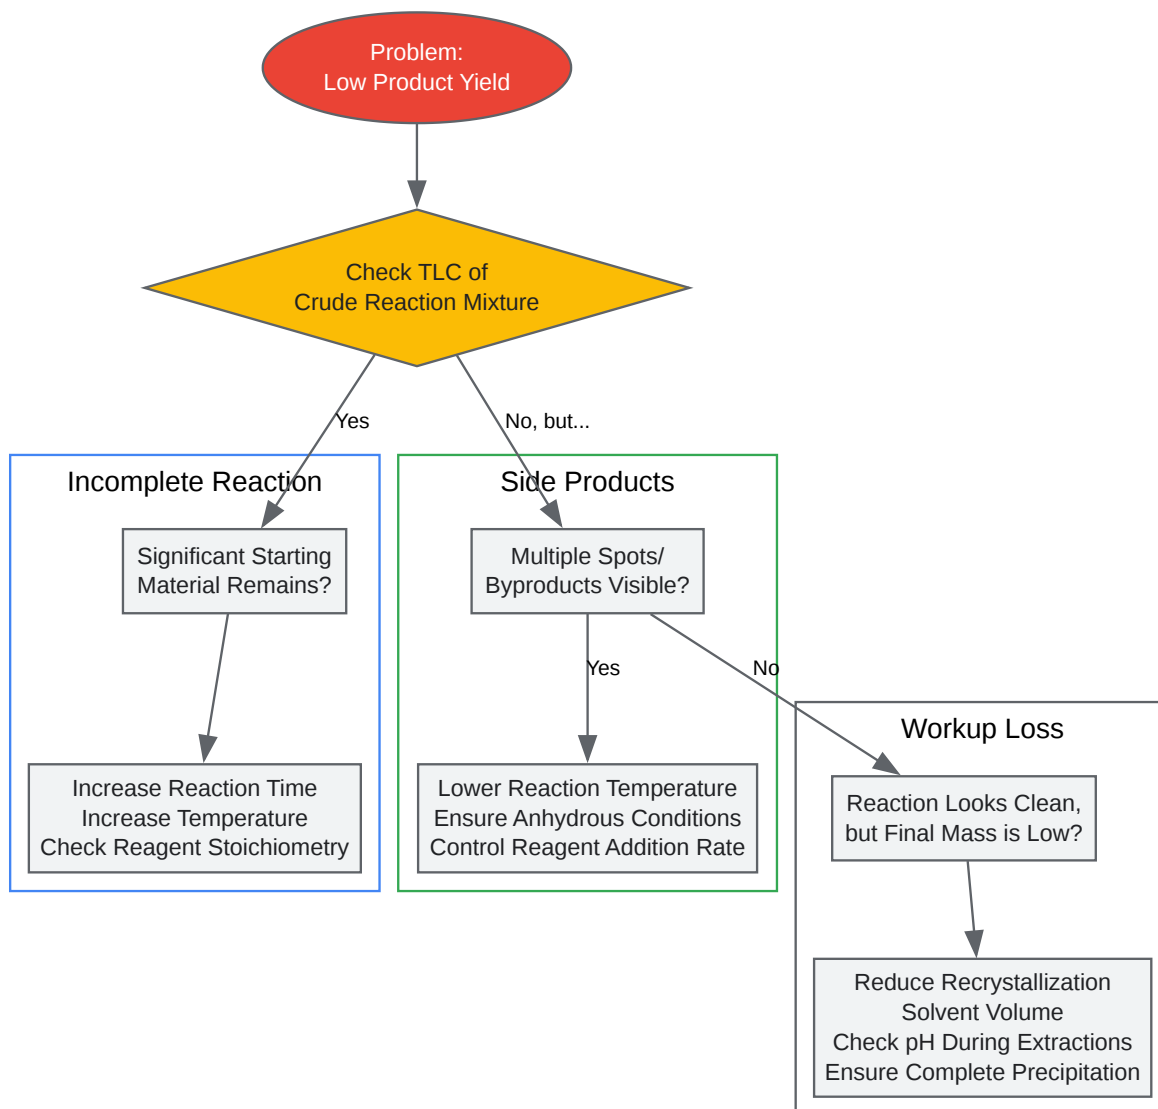 Problem:
Low Product Yield
Check TLC of
Crude Reaction Mixture
Yes
No, but...
Incomplete Reaction
Significant Starting
Material Remains?
Increase Reaction Time
Increase Temperature
Check Reagent Stoichiometry
Side Products
Multiple Spots/
Byproducts Visible?
Yes
No
Lower Reaction Temperature
Ensure Anhydrous Conditions
Control Reagent Addition Rate
Workup Loss
Reaction Looks Clean,
but Final Mass is Low?
Reduce Recrystallization
Solvent Volume
Check pH During Extractions
Ensure Complete Precipitation